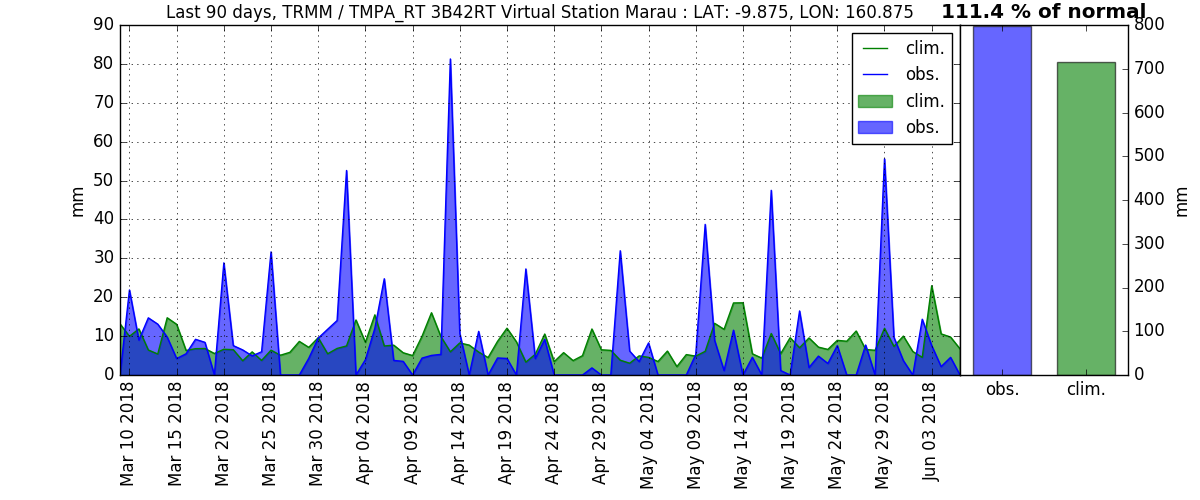 Last 90 days, TRMM / TMPA_RT 3B42RT Virtual Station Marau : LAT: -9.875, LON: 160.875
111.4 % of normal
90
80
70
60
50
40
30
20
10
0
mm
clim.
obs.
clim.
obs.
800
700
600
500
400
300
200
100
0
mm
obs.
clim.
Mar 10 2018
Mar 15 2018
Mar 20 2018
Mar 25 2018
Mar 30 2018
Apr 04 2018
Apr 09 2018
Apr 14 2018
Apr 19 2018
Apr 24 2018
Apr 29 2018
May 04 2018
May 09 2018
May 14 2018
May 19 2018
May 24 2018
May 29 2018
Jun 03 2018